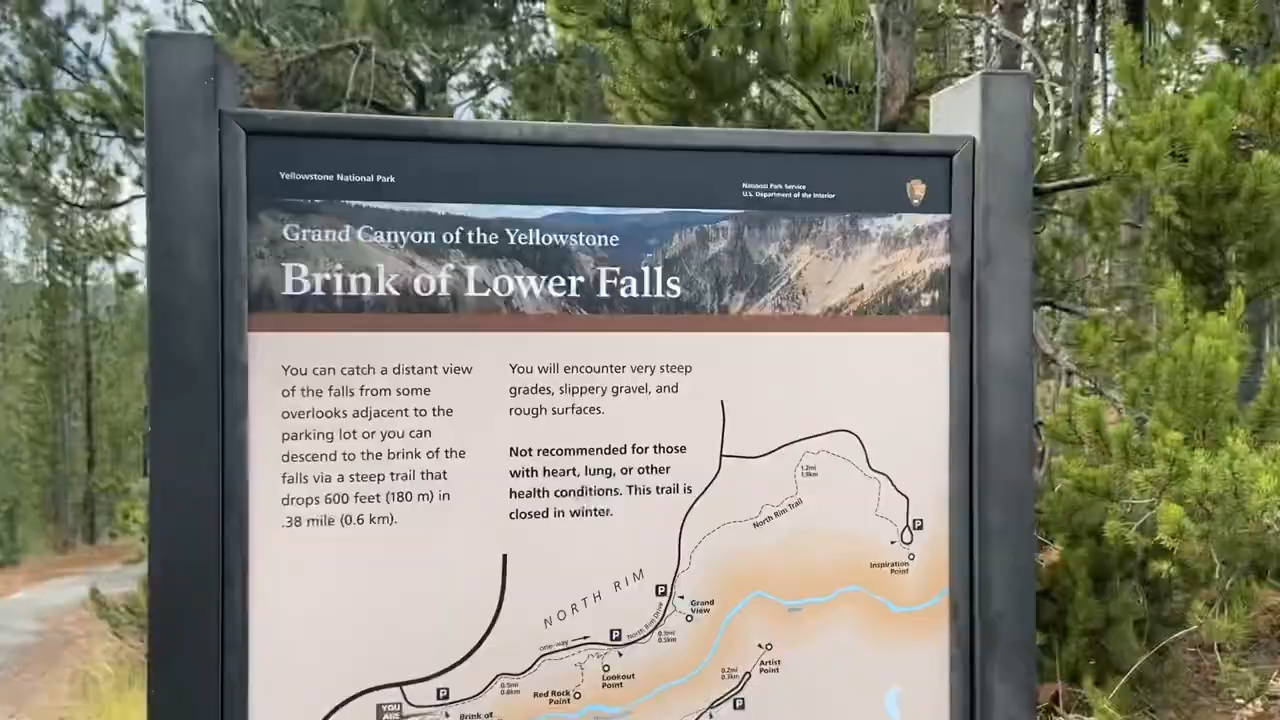 Yellowstone National Park
National Park Service
U.S. Department of the Interior
Grand Canyon of the Yellowstone
Brink of Lower Falls
You can catch a distant view
of the falls from some
overlooks adjacent to the
parking lot or you can
descend to the brink of the
falls via a steep trail that
drops 600 feet (180 m) in
.38 mile (0.6 km).
You will encounter very steep
grades, slippery gravel, and
rough surfaces.
Not recommended for those
with heart, lung, or other
health conditions. This trail is
closed in winter.
1.2mi
1.9km
North Rim Trail
P
Inspiration
Point
NORTH RIM
P
Grand
View
North Rim Drive
0.3mi
0.5km
P
one-way
Lookout
Point
Artist
Point
0.2mi
0.3km
P
0.5mi
0.8km
Red Rock
Point
P
YOU
ARE
Brink of